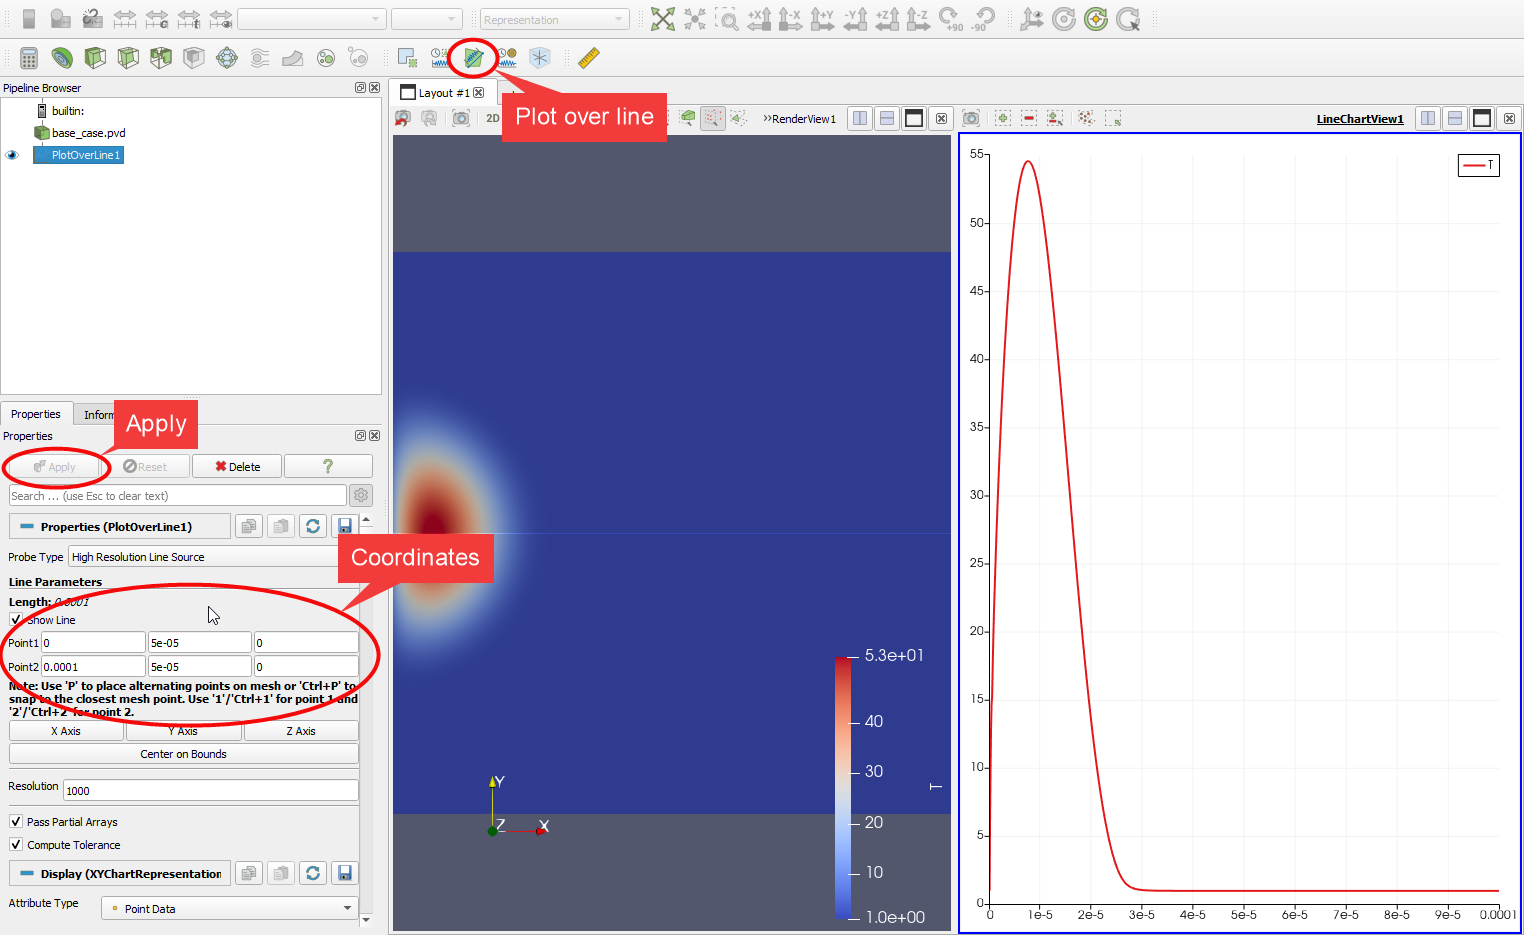 Representation
+X
-X
+Y
-Y
+Z
-Z
+90
-90
Pipeline Browser
builtin:
base_case.pvd
PlotOverLine1
Layout #1
Plot over line
2D
»RenderView1
LineChartView1
Properties
Inform
Apply
Properties
Apply
Reset
Delete
?
Search ... (use Esc to clear text)
Properties (PlotOverLine1)
Probe Type
High Resolution Line Source
Coordinates
Line Parameters
Length: 0.0001
Show Line
Point1
0
5e-05
0
Point2
0.0001
5e-05
0
Note: Use 'P' to place alternating points on mesh or 'Ctrl+P' to
snap to the closest mesh point. Use '1'/'Ctrl+1' for point 1 and
'2'/'Ctrl+2' for point 2.
X Axis
Y Axis
Z Axis
Center on Bounds
Resolution
1000
Pass Partial Arrays
Compute Tolerance
Display (XYChartRepresentation
Attribute Type
Point Data
Y
Z
X
5.3e+01
40
30
20
10
1.0e+00
T
T
55
50
45
40
35
30
25
20
15
10
5
0
0
1e-5
2e-5
3e-5
4e-5
5e-5
6e-5
7e-5
8e-5
9e-5
0.0001